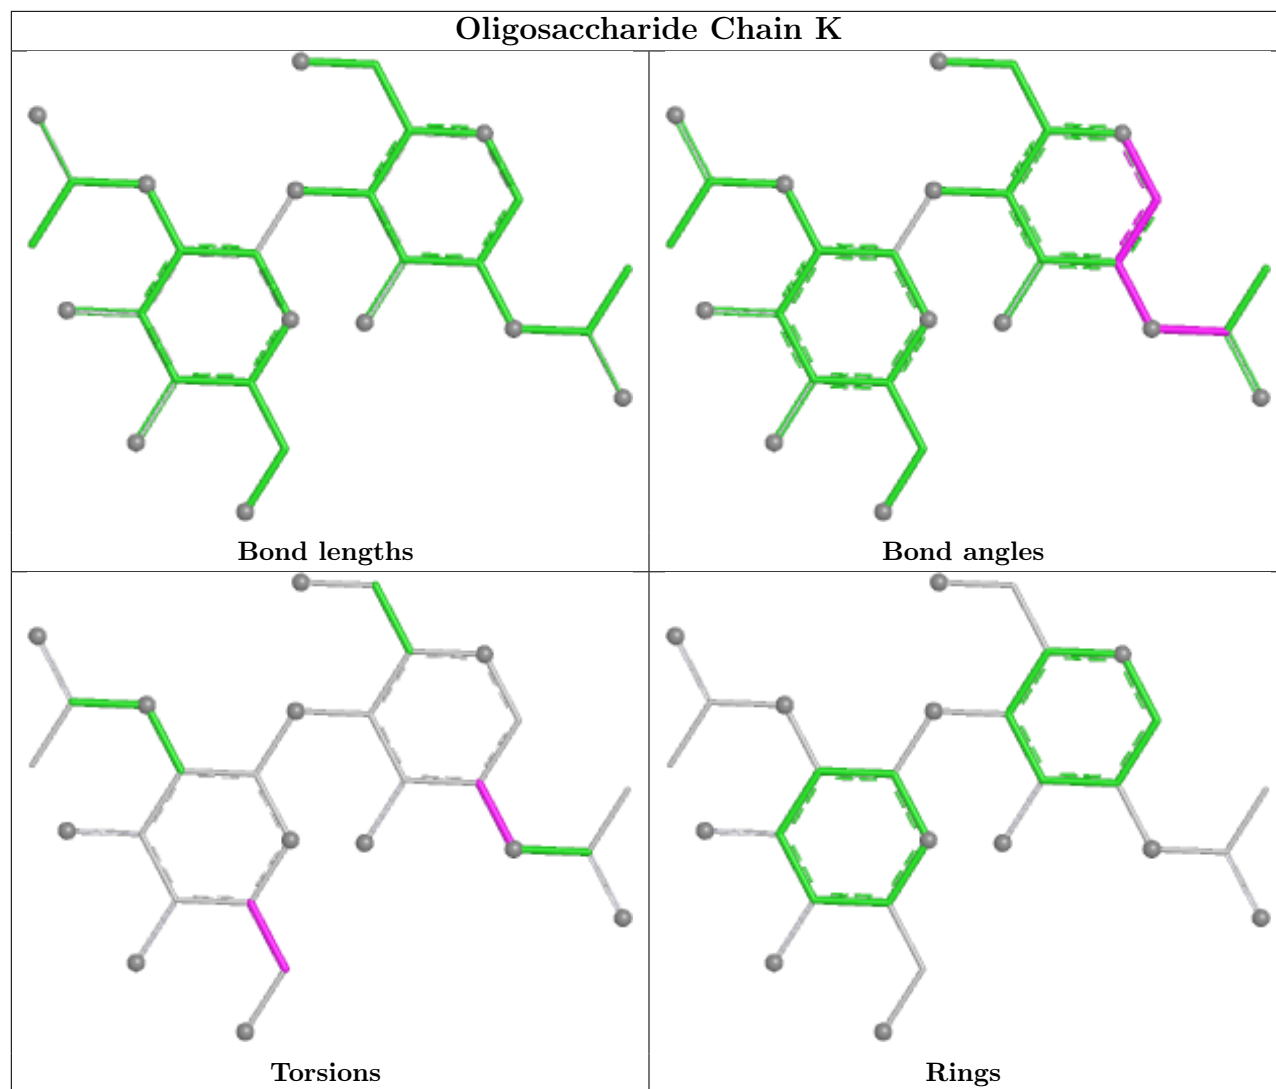 Oligosaccharide Chain K
Bond lengths
Bond angles
Torsions
Rings